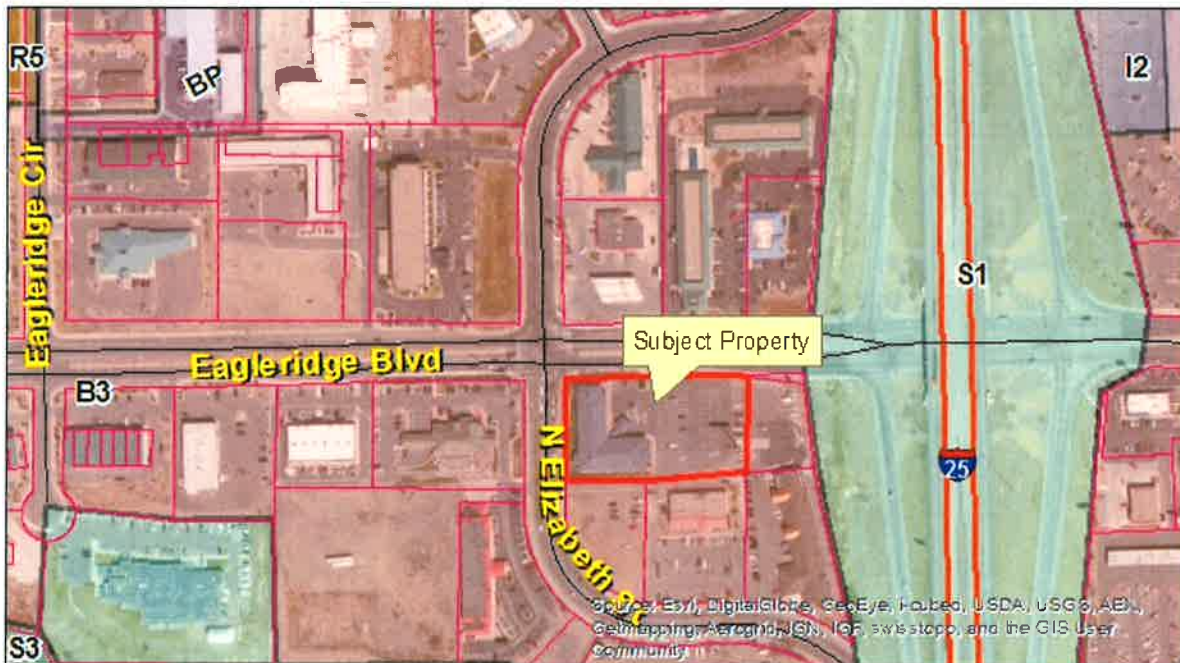 R5
BP
I2
Eagleridge Cir
S1
Subject Property
Eagleridge Blvd
B3
N Elizabeth St
25
Source: Esri, DigitalGlobe, GeoEye, i-cubed, USDA, USGS, AEX,
Getmapping, Aerogrid, IGN, IGP, swisstopo, and the GIS User
Community
S3